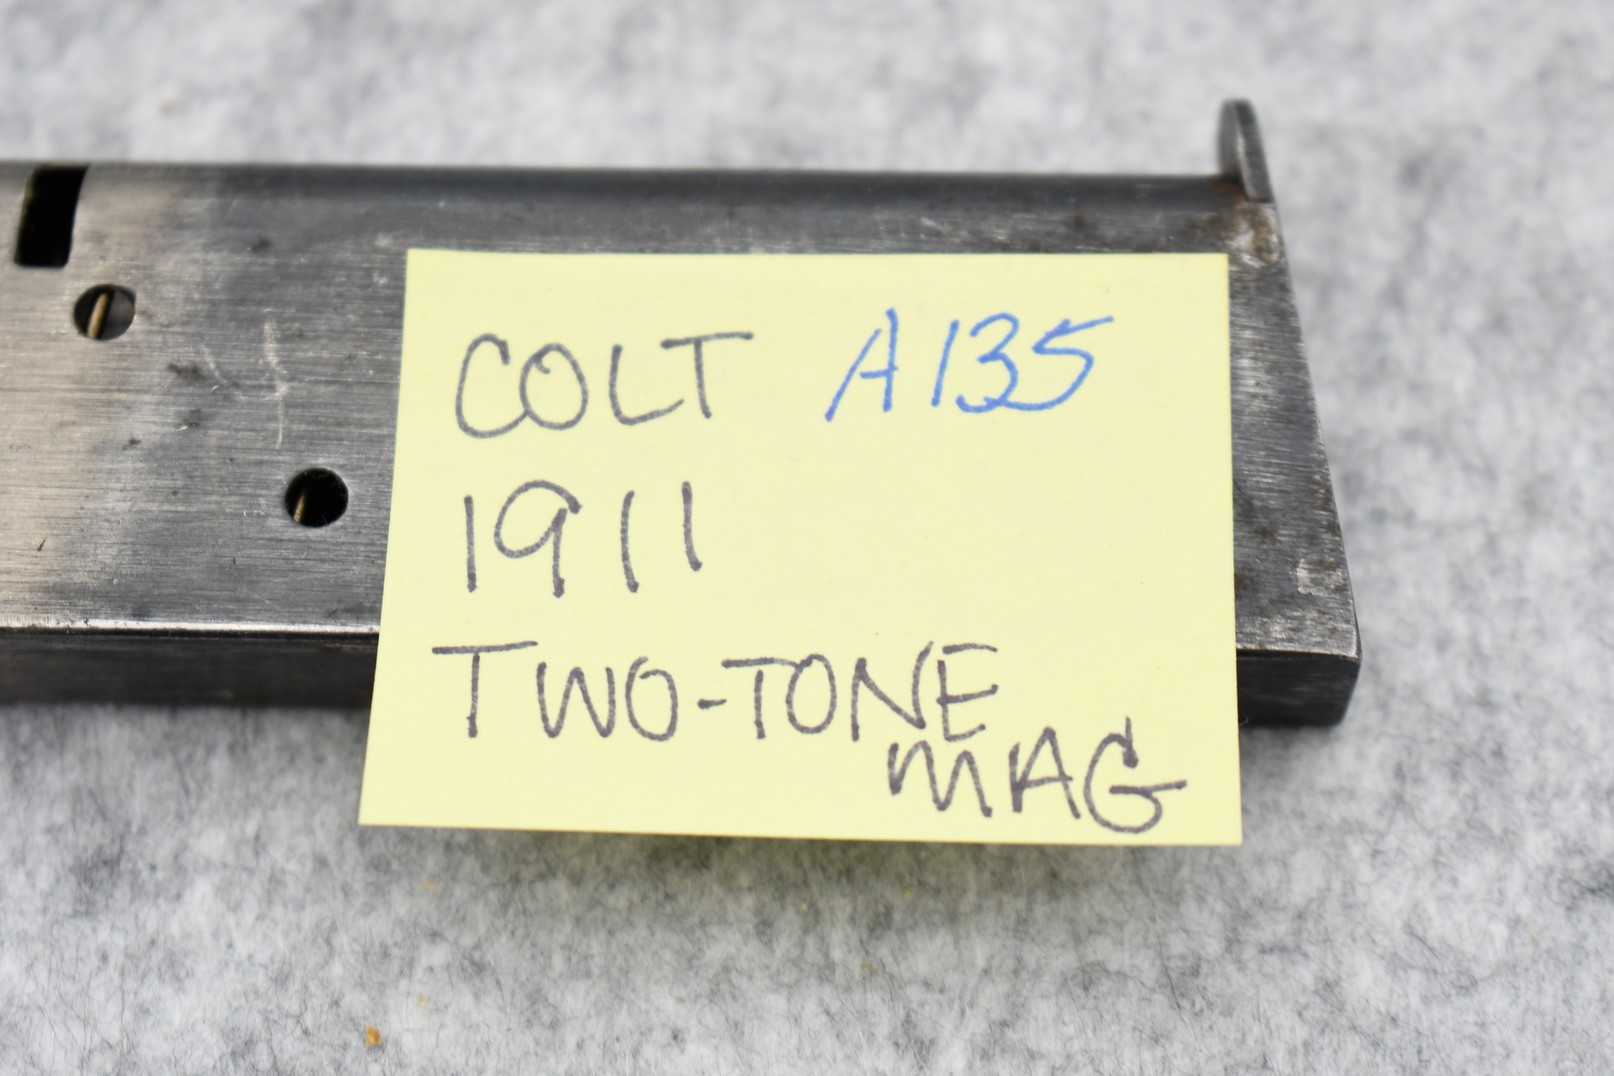 COLT A135
1911
TWO-TONE
MAG